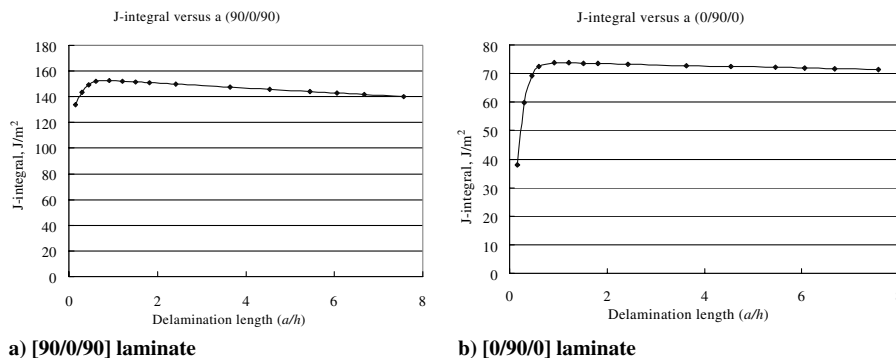 J-integral versus a (90/0/90)
180
160
140
120
100
80
60
40
20
0
J-integral, J/m²
0 2 4 6 8
Delamination length (a/h)
a) [90/0/90] laminate
J-integral versus a (0/90/0)
80
70
60
50
40
30
20
10
0
J-integral, J/m²
0 2 4 6
Delamination length (a/h)
b) [0/90/0] laminate